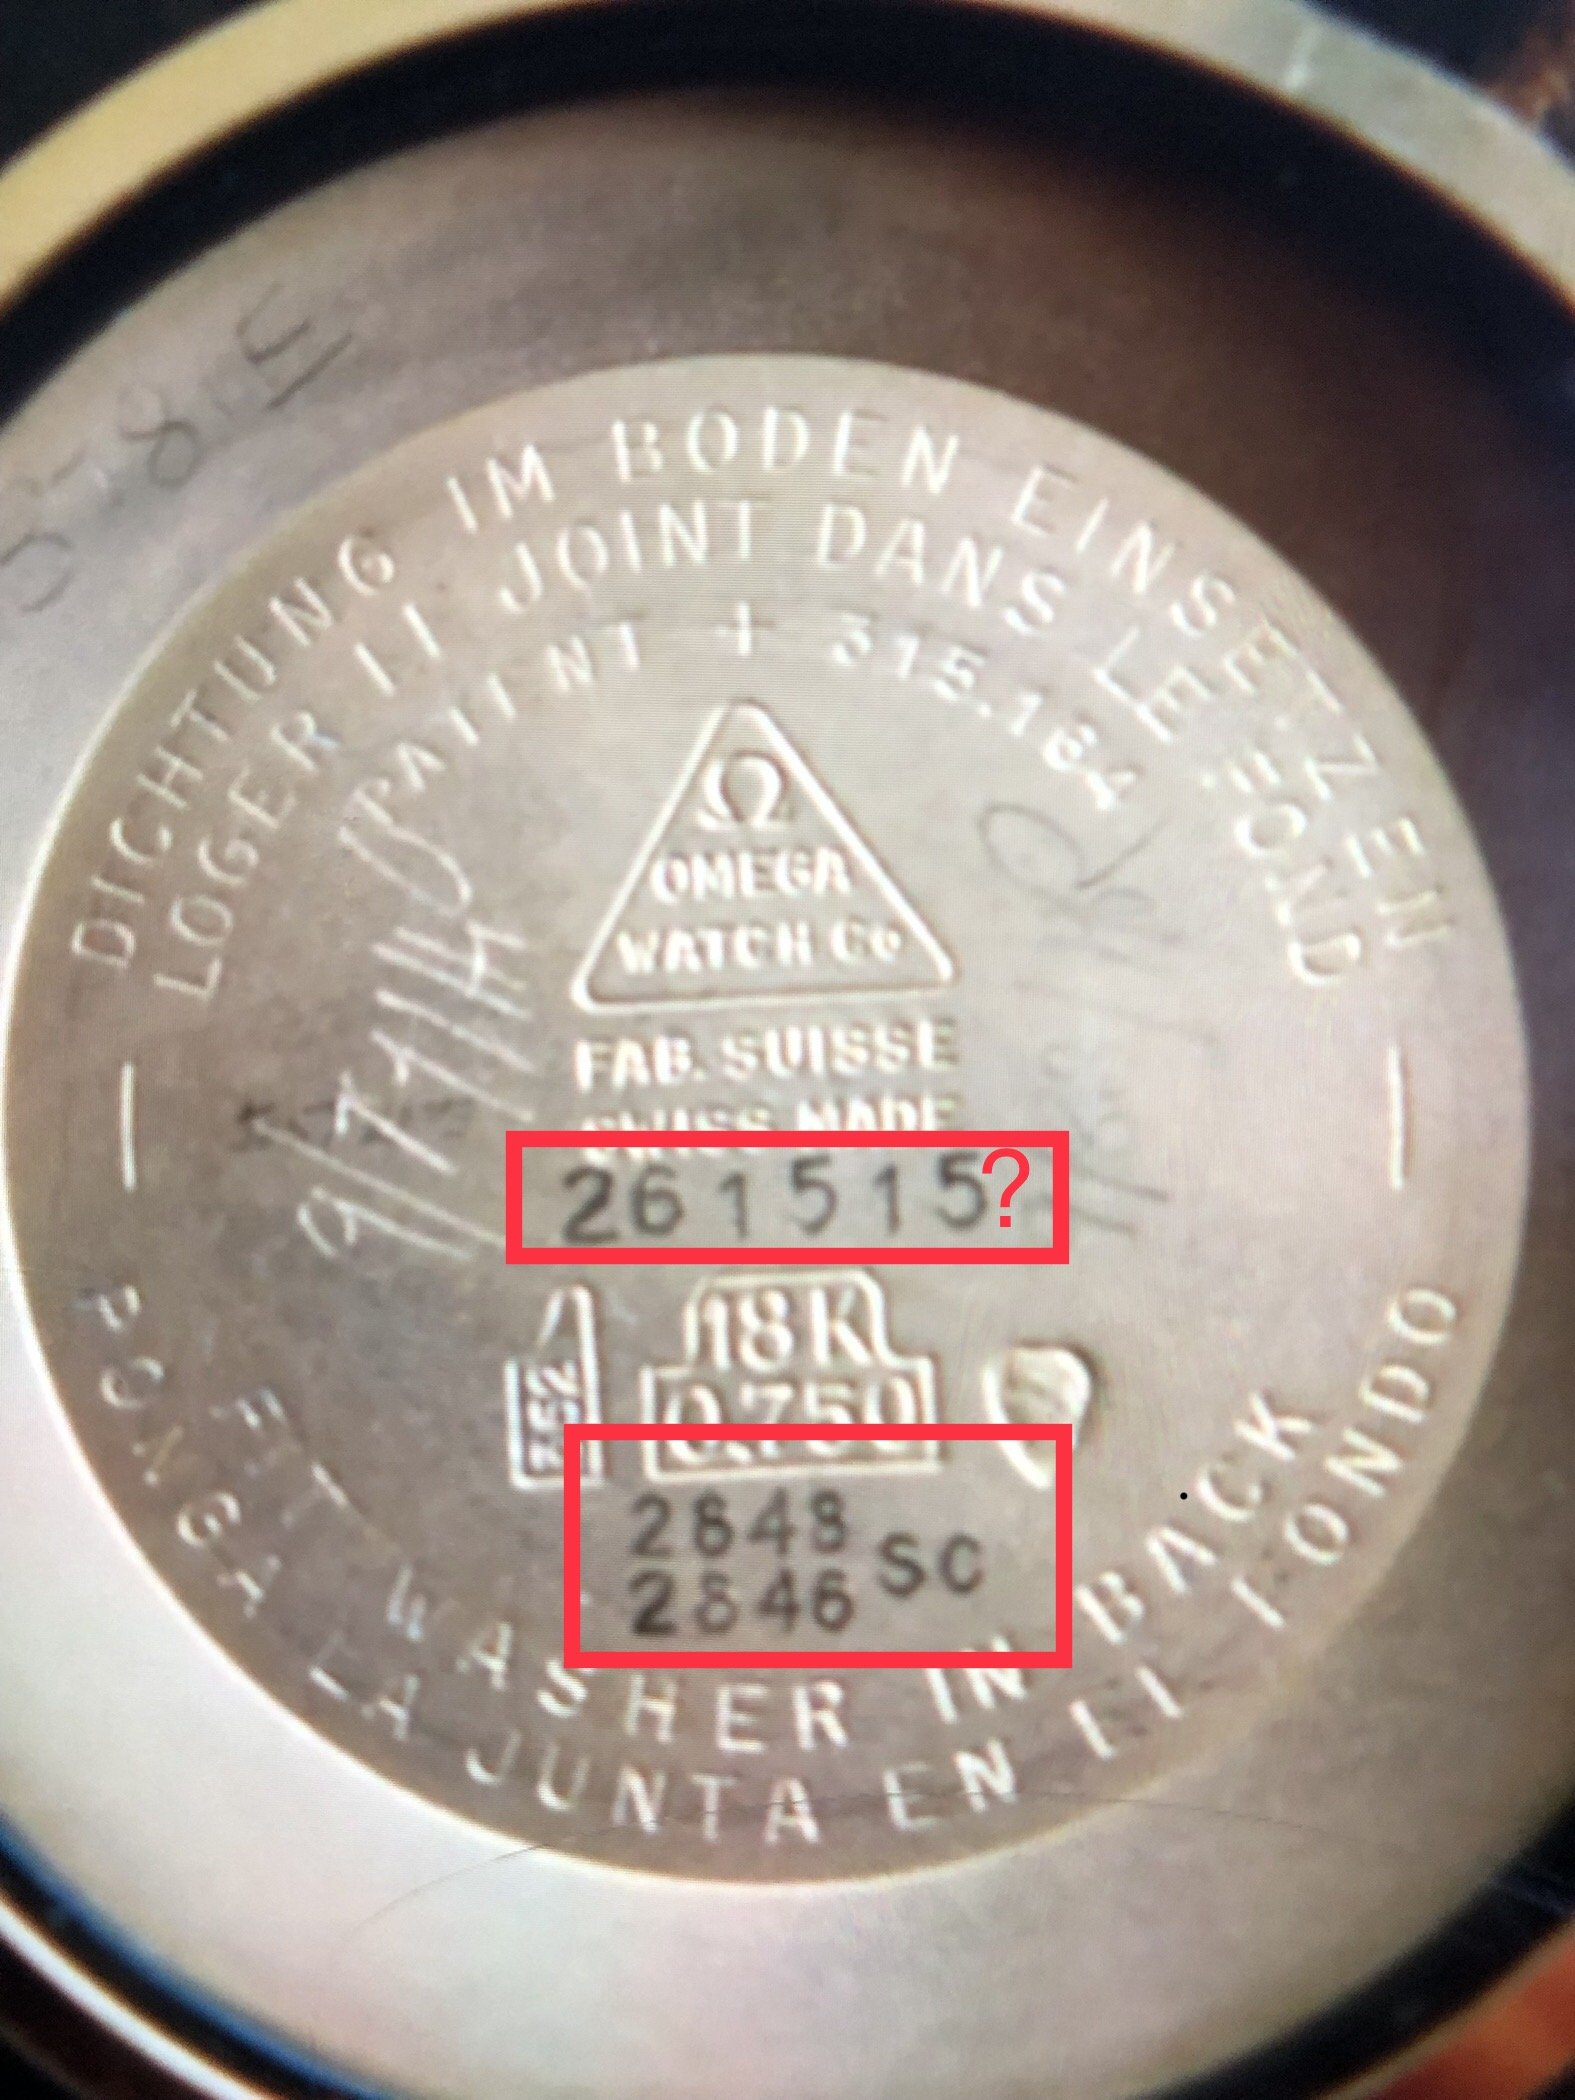 DICHTUNG IM BODEN EINSETZEN
LOGER LE JOINT DANS LE FOND
PATENT + 315.184
Ω
OMEGA
WATCH Co
FAB. SUISSE
SWISS MADE
261515?
18K
0.750
2848
2846 SC
FIT WASHER IN BACK
PONGA LA JUNTA EN EL FONDO